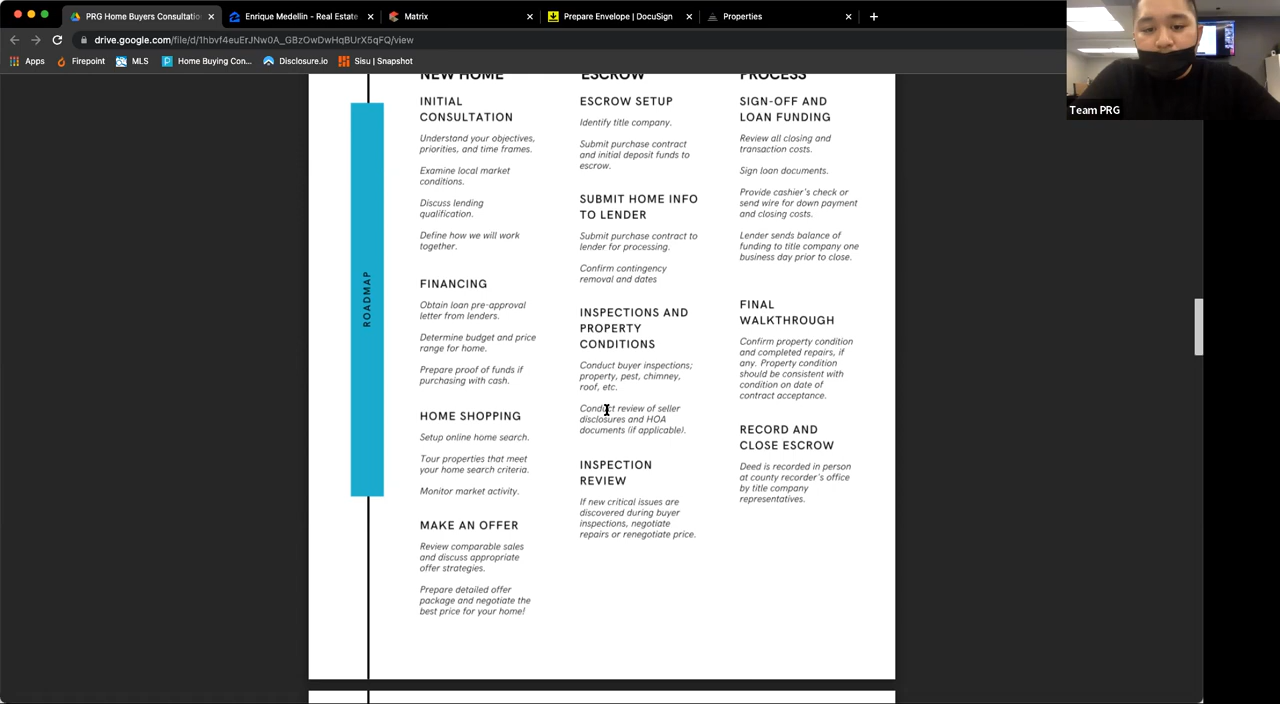 PRG Home Buyers Consultatio
Enrique Medellin - Real Estate
Matrix
Prepare Envelope | DocuSign
Properties
drive.google.com/file/d/1hbvf4euErJNw0A_GBzOwDwHqBUrX5qFQ/view
Apps
Firepoint
MLS
Home Buying Con...
Disclosure.io
Sisu | Snapshot
Team PRG
ROADMAP
NEW HOME
INITIAL
CONSULTATION
Understand your objectives,
priorities, and time frames.
Examine local market
conditions.
Discuss lending
qualification.
Define how we will work
together.
FINANCING
Obtain loan pre-approval
letter from lenders.
Determine budget and price
range for home.
Prepare proof of funds if
purchasing with cash.
HOME SHOPPING
Setup online home search.
Tour properties that meet
your home search criteria.
Monitor market activity.
MAKE AN OFFER
Review comparable sales
and discuss appropriate
offer strategies.
Prepare detailed offer
package and negotiate the
best price for your home!
ESCROW
ESCROW SETUP
Identify title company.
Submit purchase contract
and initial deposit funds to
escrow.
SUBMIT HOME INFO
TO LENDER
Submit purchase contract to
lender for processing.
Confirm contingency
removal and dates
INSPECTIONS AND
PROPERTY
CONDITIONS
Conduct buyer inspections;
property, pest, chimney,
roof, etc.
Conduct review of seller
disclosures and HOA
documents (if applicable).
INSPECTION
REVIEW
If new critical issues are
discovered during buyer
inspections, negotiate
repairs or renegotiate price.
PROCESS
SIGN-OFF AND
LOAN FUNDING
Review all closing and
transaction costs.
Sign loan documents.
Provide cashier's check or
send wire for down payment
and closing costs.
Lender sends balance of
funding to title company one
business day prior to close.
FINAL
WALKTHROUGH
Confirm property condition
and completed repairs, if
any. Property condition
should be consistent with
condition on date of
contract acceptance.
RECORD AND
CLOSE ESCROW
Deed is recorded in person
at county recorder's office
by title company
representatives.